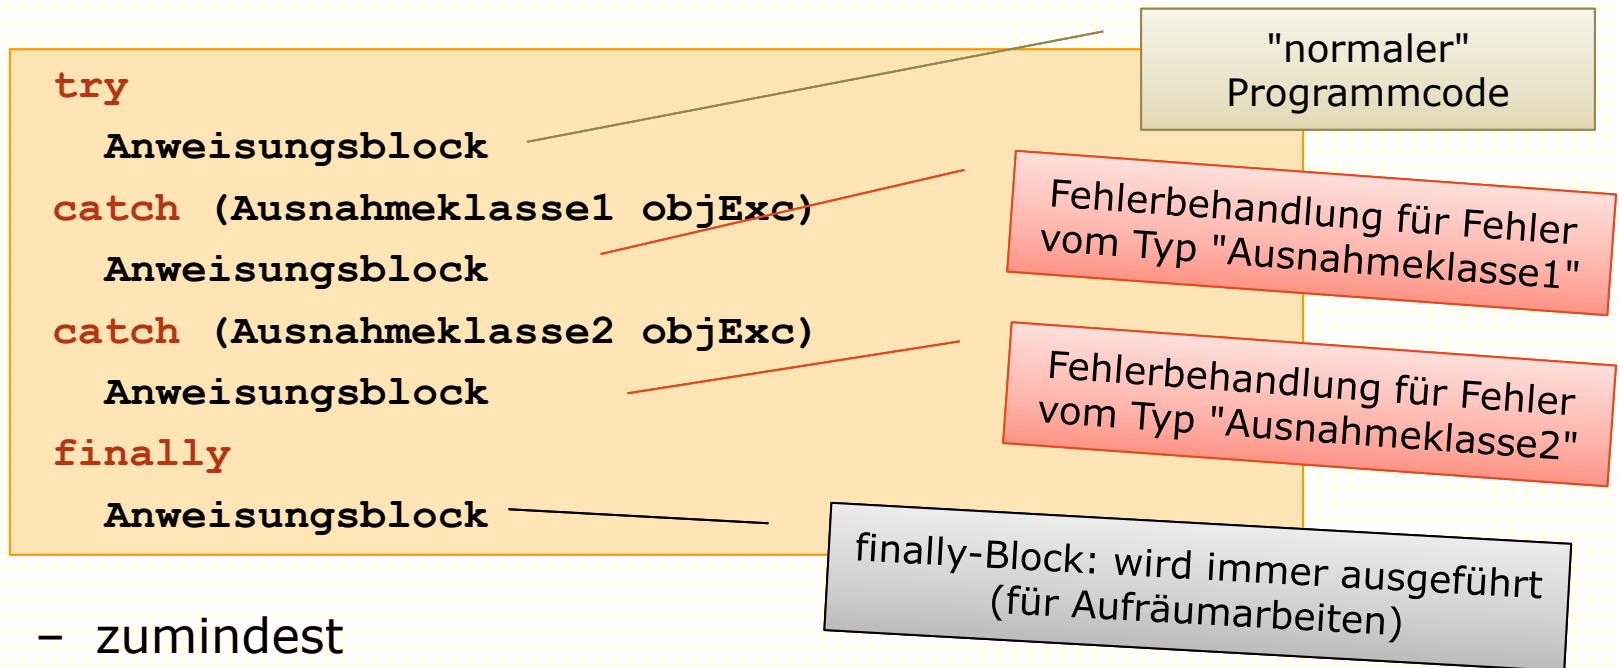 try
Anweisungsblock
catch (Ausnahmeklasse1 objExc)
Anweisungsblock
catch (Ausnahmeklasse2 objExc)
Anweisungsblock
finally
Anweisungsblock
"normaler"
Programmcode
Fehlerbehandlung für Fehler
vom Typ "Ausnahmeklasse1"
Fehlerbehandlung für Fehler
vom Typ "Ausnahmeklasse2"
finally-Block: wird immer ausgeführt
(für Aufräumarbeiten)
– zumindest